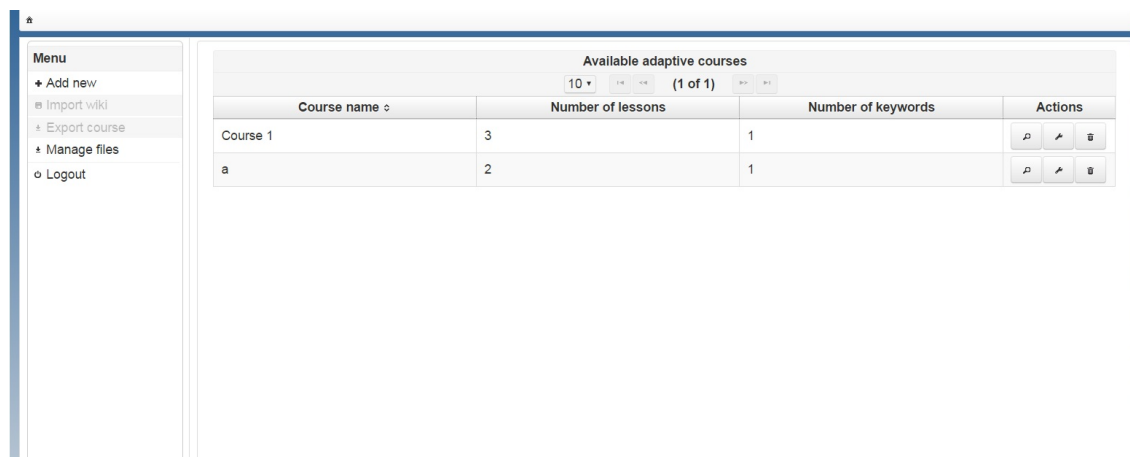 Menu
Add new
Import wiki
Export course
Manage files
Logout
Available adaptive courses
10 (1 of 1)
Course name Number of lessons Number of keywords Actions
Course 1 3 1
a 2 1